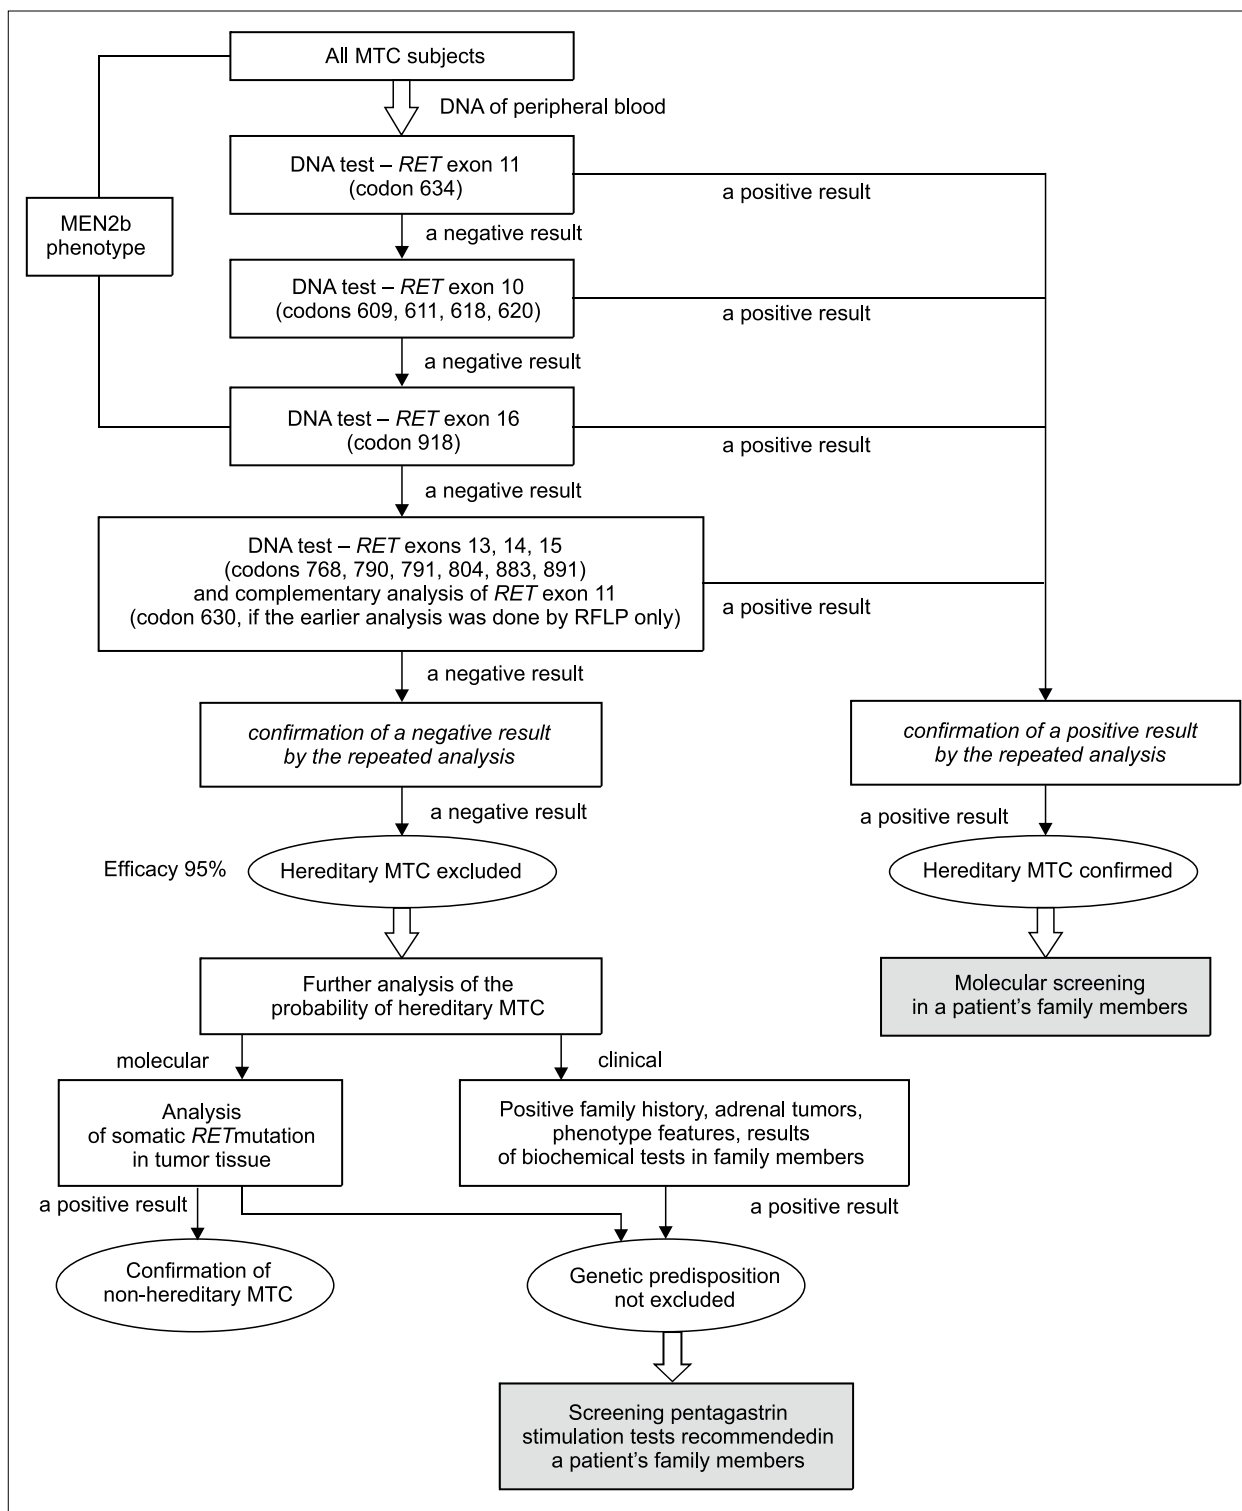 All MTC subjects
DNA of peripheral blood
DNA test – RET exon 11
(codon 634)
a positive result
MEN2b
phenotype
a negative result
DNA test – RET exon 10
(codons 609, 611, 618, 620)
a positive result
a negative result
DNA test – RET exon 16
(codon 918)
a positive result
a negative result
DNA test – RET exons 13, 14, 15
(codons 768, 790, 791, 804, 883, 891)
and complementary analysis of RET exon 11
(codon 630, if the earlier analysis was done by RFLP only)
a positive result
a negative result
confirmation of a negative result
by the repeated analysis
confirmation of a positive result
by the repeated analysis
a negative result
a positive result
Efficacy 95%
Hereditary MTC excluded
Hereditary MTC confirmed
Further analysis of the
probability of hereditary MTC
Molecular screening
in a patient's family members
molecular
clinical
Analysis
of somatic RETmutation
in tumor tissue
Positive family history, adrenal tumors,
phenotype features, results
of biochemical tests in family members
a positive result
a positive result
Confirmation of
non-hereditary MTC
Genetic predisposition
not excluded
Screening pentagastrin
stimulation tests recommendedin
a patient's family members